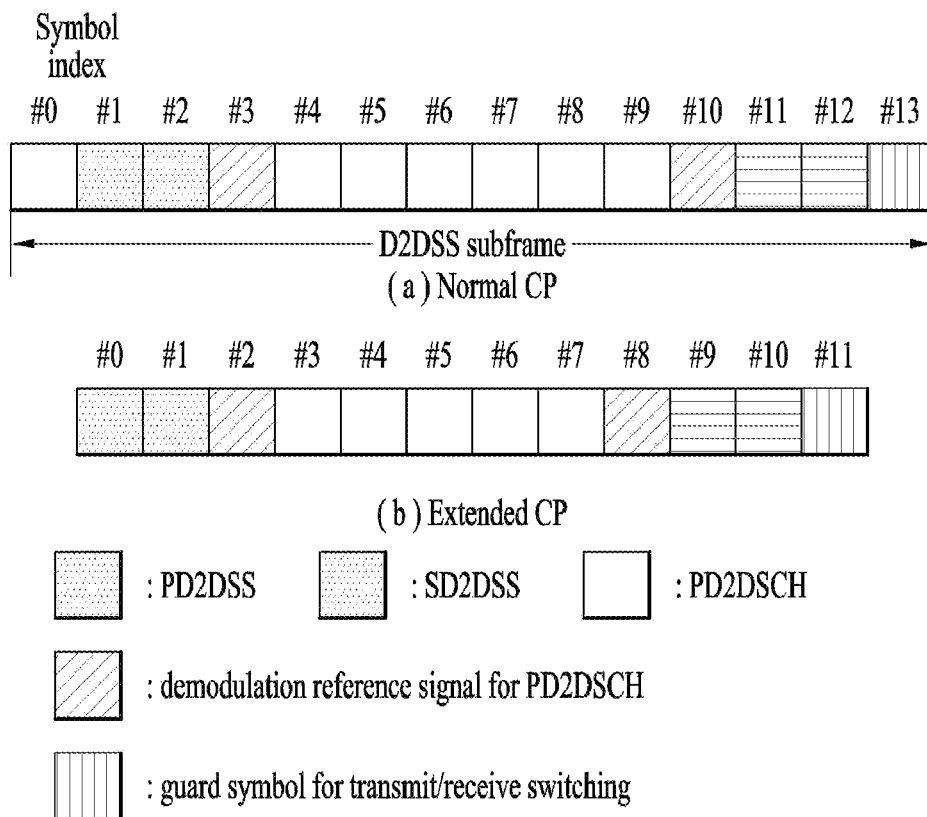 Symbol
index
#0 #1 #2 #3 #4 #5 #6 #7 #8 #9 #10 #11 #12 #13
D2DSS subframe
( a ) Normal CP
#0 #1 #2 #3 #4 #5 #6 #7 #8 #9 #10 #11
( b ) Extended CP
: PD2DSS : SD2DSS : PD2DSCH
: demodulation reference signal for PD2DSCH
: guard symbol for transmit/receive switching